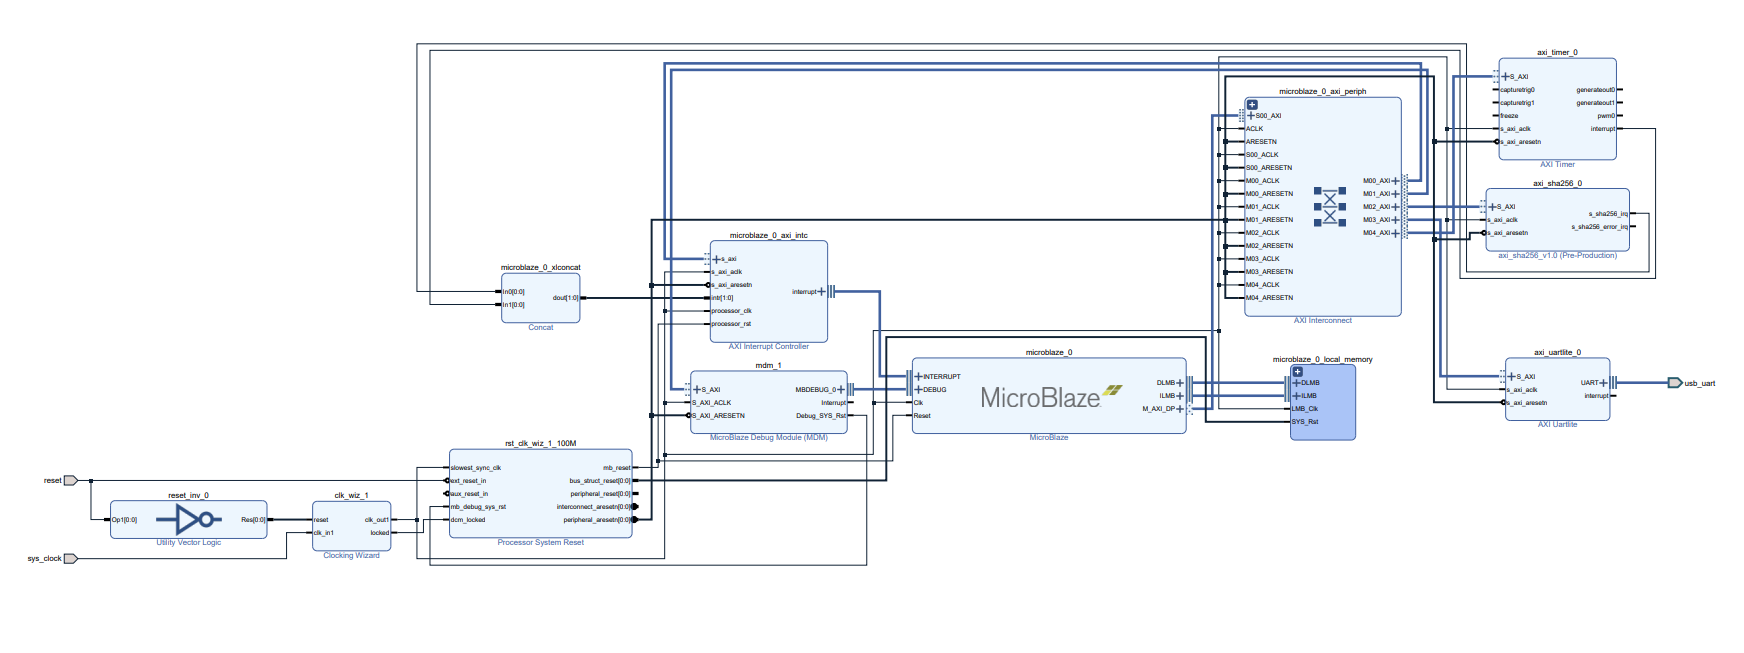 reset
sys_clock
reset_inv_0
Op1[0:0]
Res[0:0]
Utility Vector Logic
clk_wiz_1
reset
clk_in1
clk_out1
locked
Clocking Wizard
rst_clk_wiz_1_100M
slowest_sync_clk
ext_reset_in
aux_reset_in
mb_debug_sys_rst
dcm_locked
mb_reset
bus_struct_reset[0:0]
peripheral_reset[0:0]
interconnect_aresetn[0:0]
peripheral_aresetn[0:0]
Processor System Reset
microblaze_0_xlconcat
In0[0:0]
In1[0:0]
dout[1:0]
Concat
microblaze_0_axi_intc
s_axi
s_axi_aclk
s_axi_aresetn
intr[1:0]
processor_clk
processor_rst
interrupt
AXI Interrupt Controller
mdm_1
S_AXI
S_AXI_ACLK
S_AXI_ARESETN
MBDEBUG_0
Interrupt
Debug_SYS_Rst
MicroBlaze Debug Module (MDM)
microblaze_0
INTERRUPT
DEBUG
Clk
Reset
MicroBlaze
DLMB
ILMB
M_AXI_DP
MicroBlaze
microblaze_0_axi_periph
S00_AXI
ACLK
ARESETN
S00_ACLK
S00_ARESETN
M00_ACLK
M00_ARESETN
M01_ACLK
M01_ARESETN
M02_ACLK
M02_ARESETN
M03_ACLK
M03_ARESETN
M04_ACLK
M04_ARESETN
M00_AXI
M01_AXI
M02_AXI
M03_AXI
M04_AXI
AXI Interconnect
microblaze_0_local_memory
DLMB
ILMB
LMB_Clk
SYS_Rst
axi_timer_0
S_AXI
capturetrig0
capturetrig1
freeze
s_axi_aclk
s_axi_aresetn
generateout0
generateout1
pwm0
interrupt
AXI Timer
axi_sha256_0
S_AXI
s_axi_aclk
s_axi_aresetn
s_sha256_irq
s_sha256_error_irq
axi_sha256_v1.0 (Pre-Production)
axi_uartlite_0
S_AXI
s_axi_aclk
s_axi_aresetn
UART
interrupt
AXI Uartlite
usb_uart